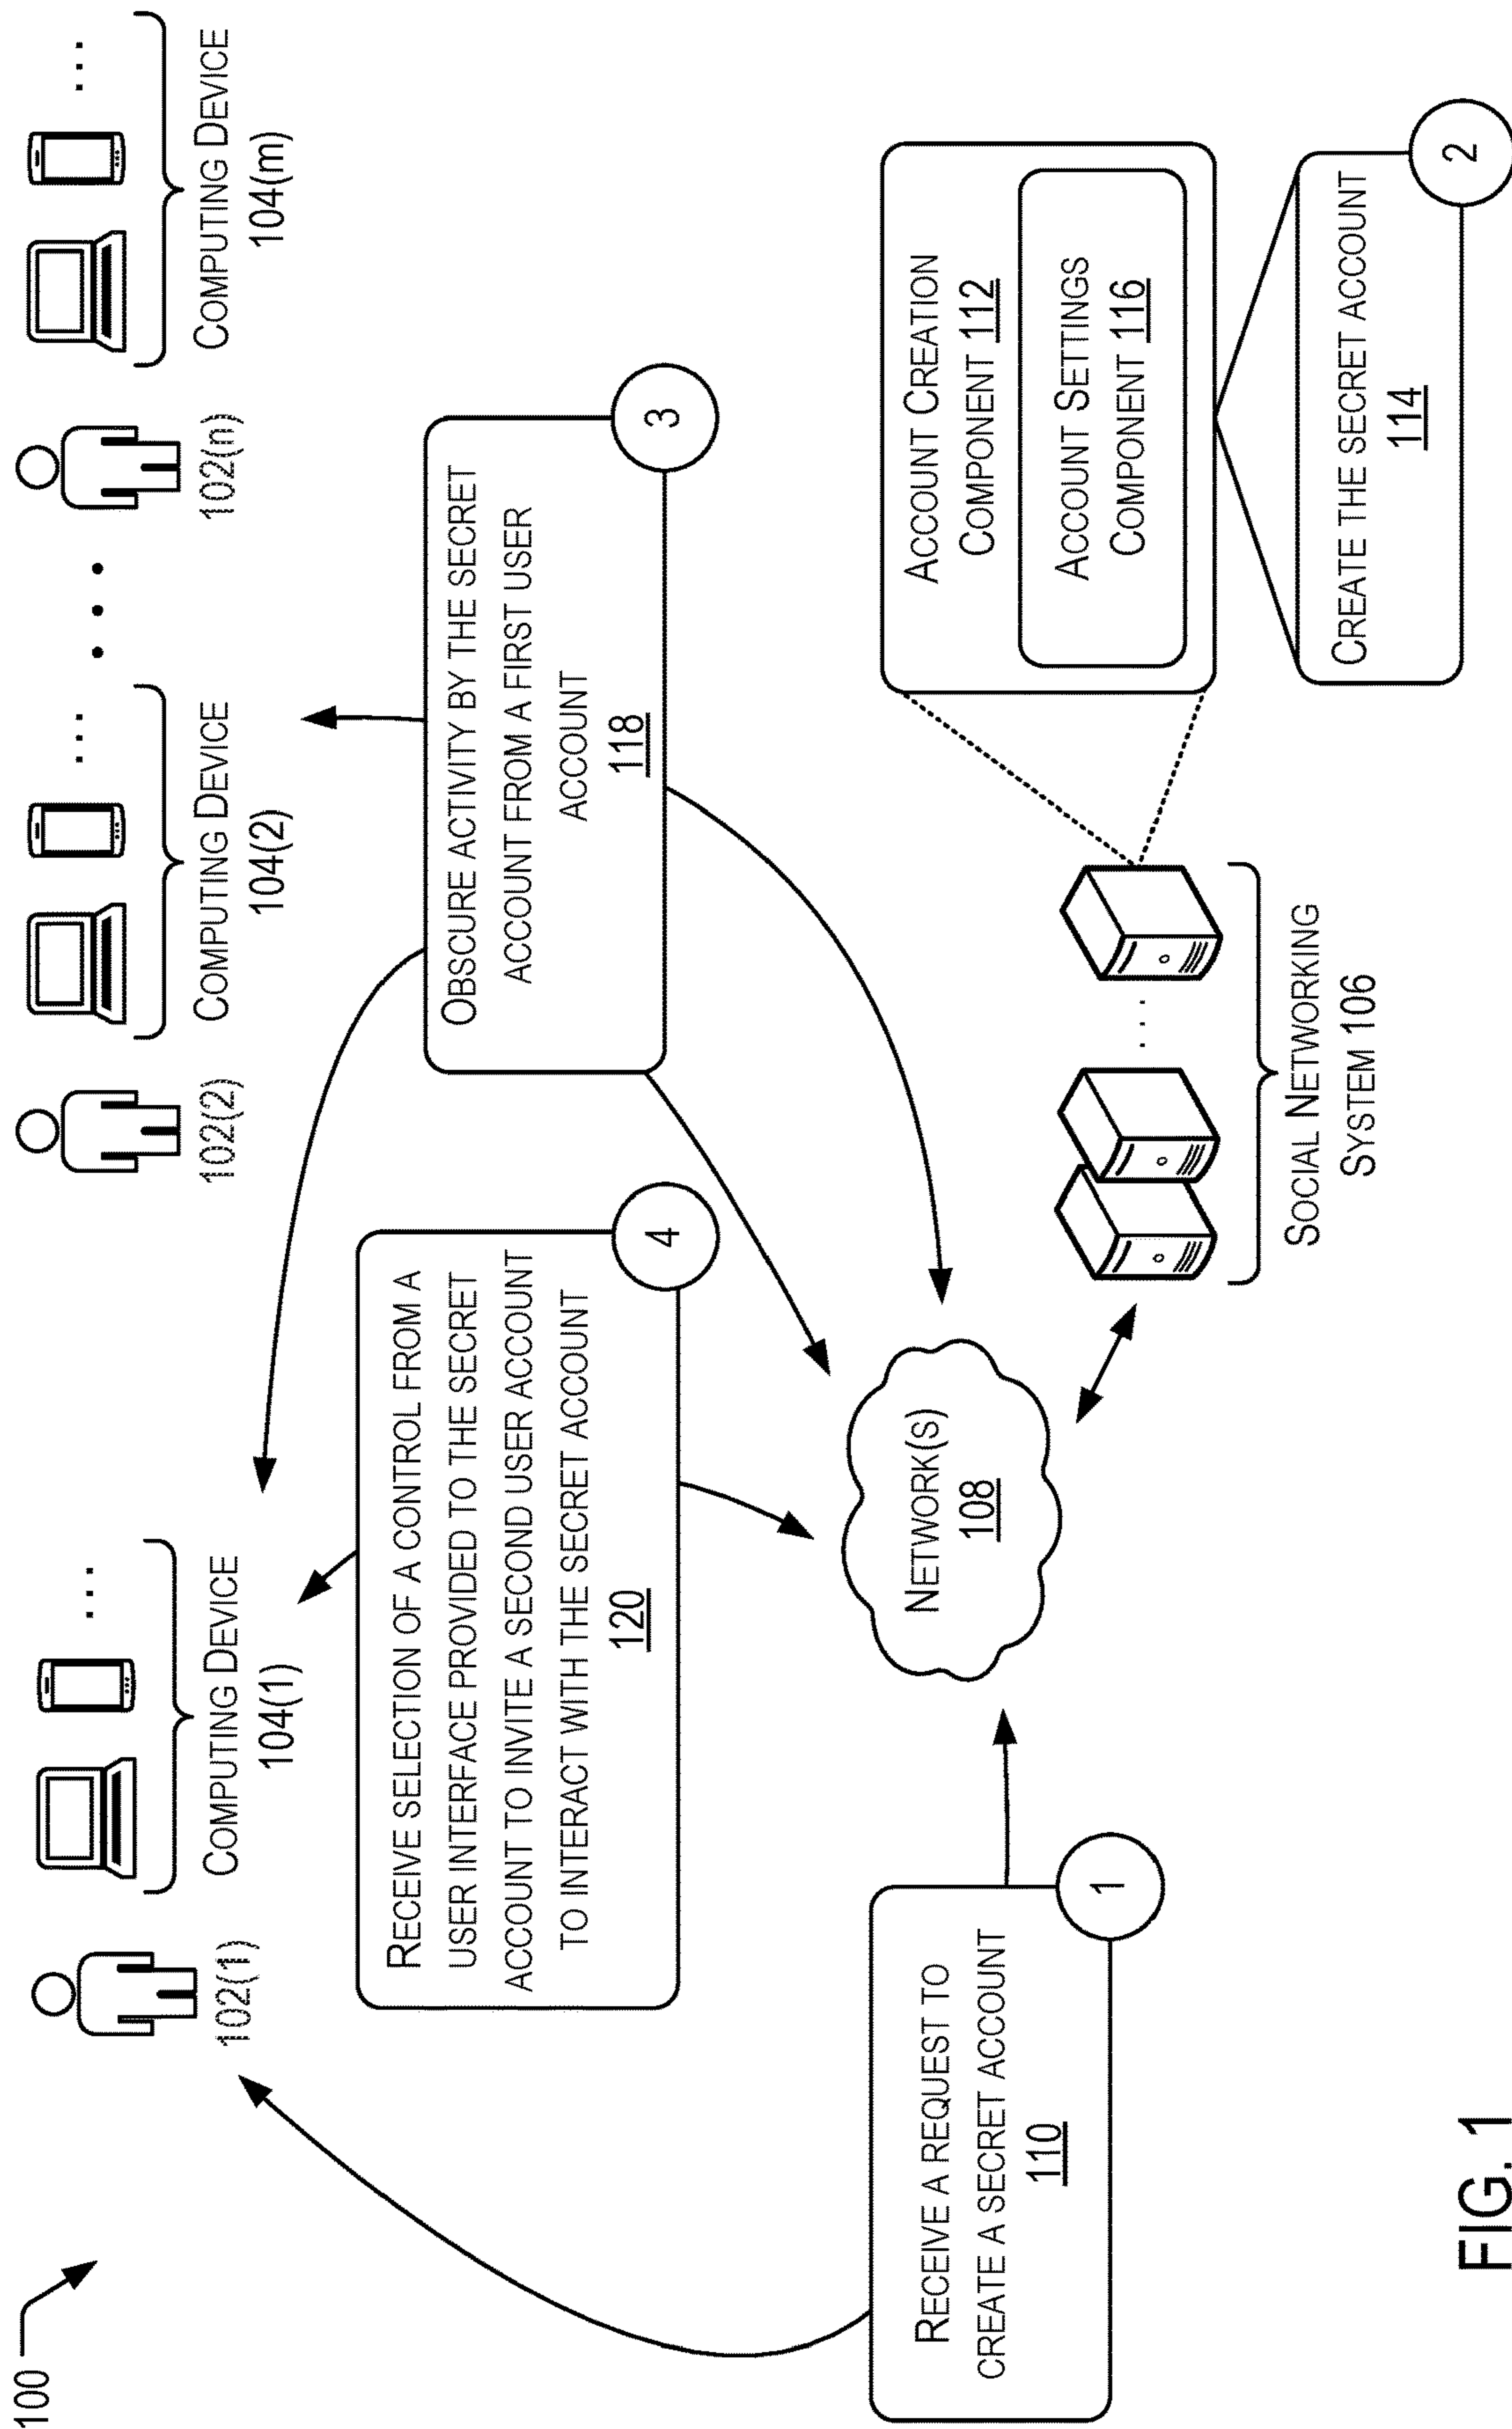 100
102(1)
COMPUTING DEVICE
104(1)
...
102(2)
COMPUTING DEVICE
104(2)
...
● ● ●
102(n)
COMPUTING DEVICE
104(m)
...
RECEIVE SELECTION OF A CONTROL FROM A
USER INTERFACE PROVIDED TO THE SECRET
ACCOUNT TO INVITE A SECOND USER ACCOUNT
TO INTERACT WITH THE SECRET ACCOUNT
120
4
OBSCURE ACTIVITY BY THE SECRET
ACCOUNT FROM A FIRST USER
ACCOUNT
118
3
RECEIVE A REQUEST TO
CREATE A SECRET ACCOUNT
110
1
NETWORK(S)
108
...
SOCIAL NETWORKING
SYSTEM 106
ACCOUNT CREATION
COMPONENT 112
ACCOUNT SETTINGS
COMPONENT 116
CREATE THE SECRET ACCOUNT
114
2
FIG. 1